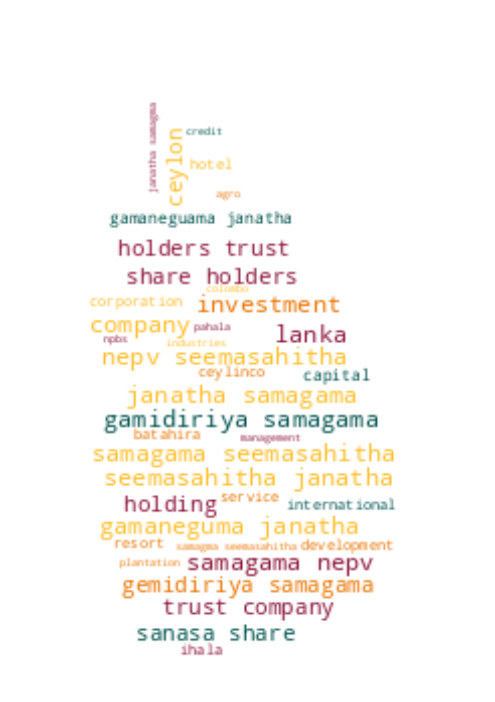 janatha samagma
ceylon
credit
hotel
agro
gamaneguama janatha
holders trust
share holders
colombo
corporation
investment
company
pahala
lanka
npbs
industries
nepv seemasahitha
ceylinco
capital
janatha samagama
gamidiriya samagama
batahira
management
samagama seemasahitha
seemasahitha janatha
holding
service
international
gamaneguma janatha
resort
samagma seemasahitha
development
plantation
samagama nepv
gemidiriya samagama
trust company
sanasa share
ihala